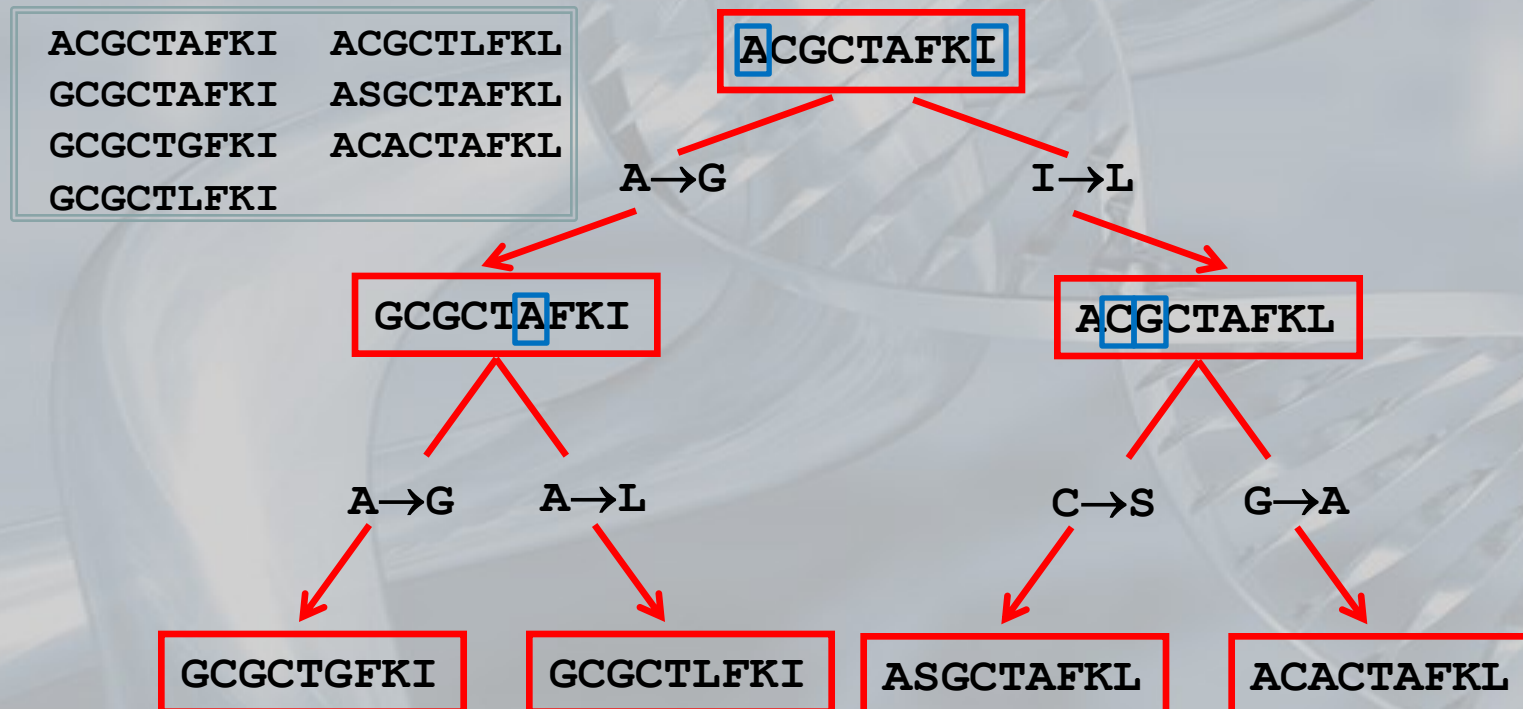 ACGCTAFKI ACGCTLFKL
GCGCTAFKI ASGCTAFKL
GCGCTGFKI ACACTAFKL
GCGCTLFKI
ACGCTAFKI
A→G I→L
GCGCTAFKI ACGCTAFKL
A→G A→L C→S G→A
GCGCTGFKI GCGCTLFKI ASGCTAFKL ACACTAFKL